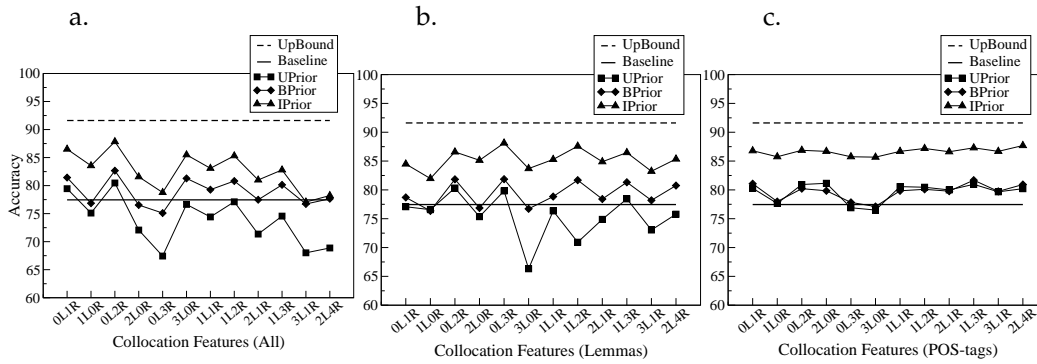 a.
UpBound
Baseline
UPrior
BPrior
IPrior
100
95
90
85
80
75
70
65
60
Accuracy
0L1R
1L0R
0L2R
2L0R
0L3R
3L0R
1L1R
1L2R
2L1R
1L3R
3L1R
2L4R
Collocation Features (All)
b.
UpBound
Baseline
UPrior
BPrior
IPrior
100
95
90
85
80
75
70
65
60
0L1R
1L0R
0L2R
2L0R
0L3R
3L0R
1L1R
1L2R
2L1R
1L3R
3L1R
2L4R
Collocation Features (Lemmas)
c.
UpBound
Baseline
UPrior
BPrior
IPrior
100
95
90
85
80
75
70
65
60
0L1R
1L0R
0L2R
2L0R
0L3R
3L0R
1L1R
1L2R
2L1R
1L3R
3L1R
2L4R
Collocation Features (POS-tags)